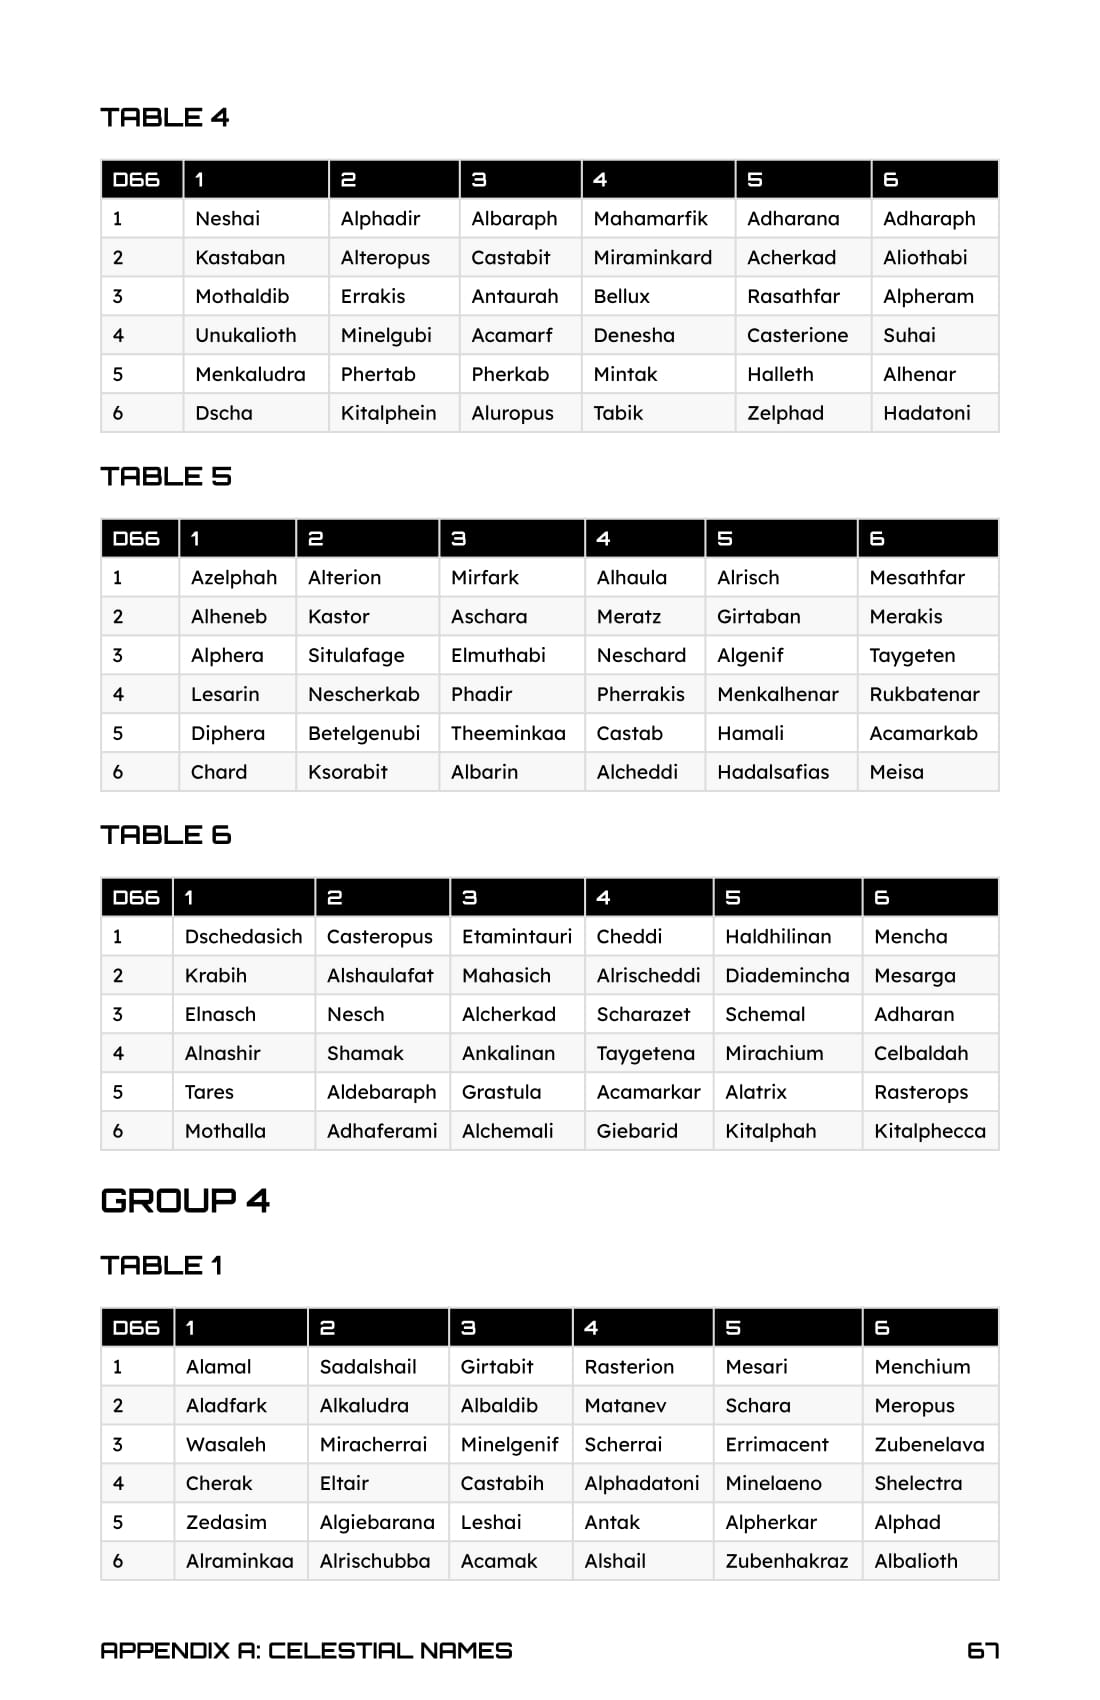 TABLE 4
D66 1 2 3 4 5 6
1 Neshai Alphadir Albaraph Mahamarfik Adharana Adharaph
2 Kastaban Alteropus Castabit Miraminkard Acherkad Aliothabi
3 Mothaldib Errakis Antaurah Bellux Rasathfar Alpheram
4 Unukalioth Minelgubi Acamarf Denesha Casterione Suhai
5 Menkaludra Phertab Pherkab Mintak Halleth Alhenar
6 Dscha Kitalphein Aluropus Tabik Zelphad Hadatoni
TABLE 5
D66 1 2 3 4 5 6
1 Azelphah Alterion Mirfark Alhaula Alrisch Mesathfar
2 Alheneb Kastor Aschara Meratz Girtaban Merakis
3 Alphera Situlafage Elmuthabi Neschard Algenif Taygeten
4 Lesarin Nescherkab Phadir Pherrakis Menkalhenar Rukbatenar
5 Diphera Betelgenubi Theeminkaa Castab Hamali Acamarkab
6 Chard Ksorabit Albarin Alcheddi Hadalsafias Meisa
TABLE 6
D66 1 2 3 4 5 6
1 Dschedasich Casteropus Etamintauri Cheddi Haldhilinan Mencha
2 Krabih Alshaulafat Mahasich Alrischeddi Diademincha Mesarga
3 Elnasch Nesch Alcherkad Scharazet Schemal Adharan
4 Alnashir Shamak Ankalinan Taygetena Mirachium Celbaldah
5 Tares Aldebaraph Grastula Acamarkar Alatrix Rasterops
6 Mothalla Adhaferami Alchemali Giebarid Kitalphah Kitalphecca
GROUP 4
TABLE 1
D66 1 2 3 4 5 6
1 Alamal Sadalshail Girtabit Rasterion Mesari Menchium
2 Aladfark Alkaludra Albaldib Matanev Schara Meropus
3 Wasaleh Miracherrai Minelgenif Scherrai Errimacent Zubenelava
4 Cherak Eltair Castabih Alphadatoni Minelaeno Shelectra
5 Zedasim Algiebarana Leshai Antak Alpherkar Alphad
6 Alraminkaa Alrischubba Acamak Alshail Zubenhakraz Albalioth
APPENDIX A: CELESTIAL NAMES 67